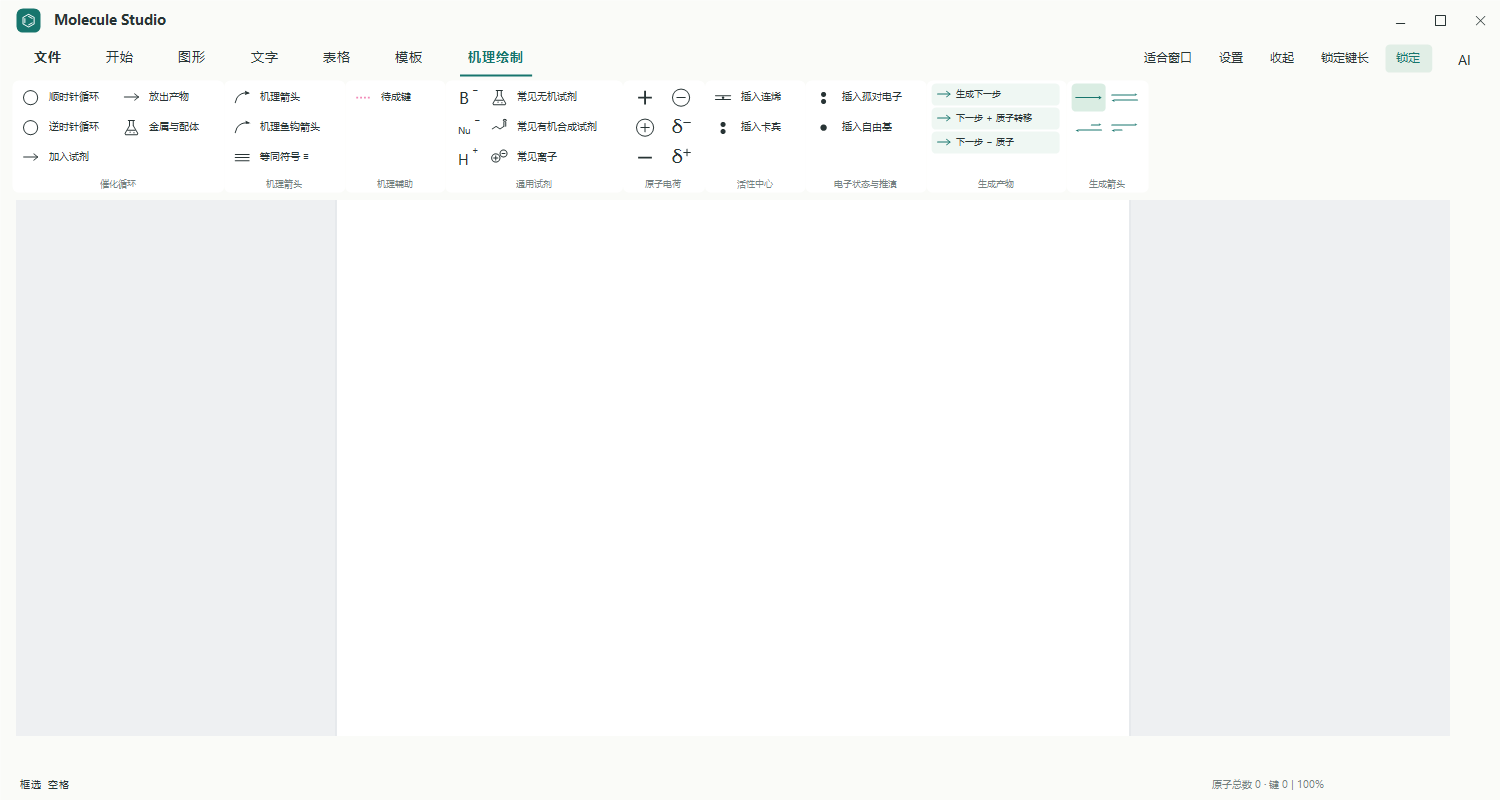 Molecule Studio
文件 开始 图形 文字 表格 模板 机理绘制 适合窗口 设置 收起 锁定键长 锁定 AI
顺时针循环 放出产物 机理箭头 待成键 B⁻ 常见无机试剂 + ⊖ 插入连烯 插入孤对电子 生成下一步
逆时针循环 金属与配体 机理鱼钩箭头 Nu⁻ 常见有机合成试剂 ⊕ δ⁻ 插入卡宾 插入自由基 下一步 + 质子转移
加入试剂 等同符号 ≡ H⁺ 常见离子 − δ⁺ 下一步 − 质子
催化循环 机理箭头 机理辅助 通用试剂 原子电荷 活性中心 电子状态与推演 生成产物 生成箭头
框选 空格 原子总数 0 · 键 0 | 100%